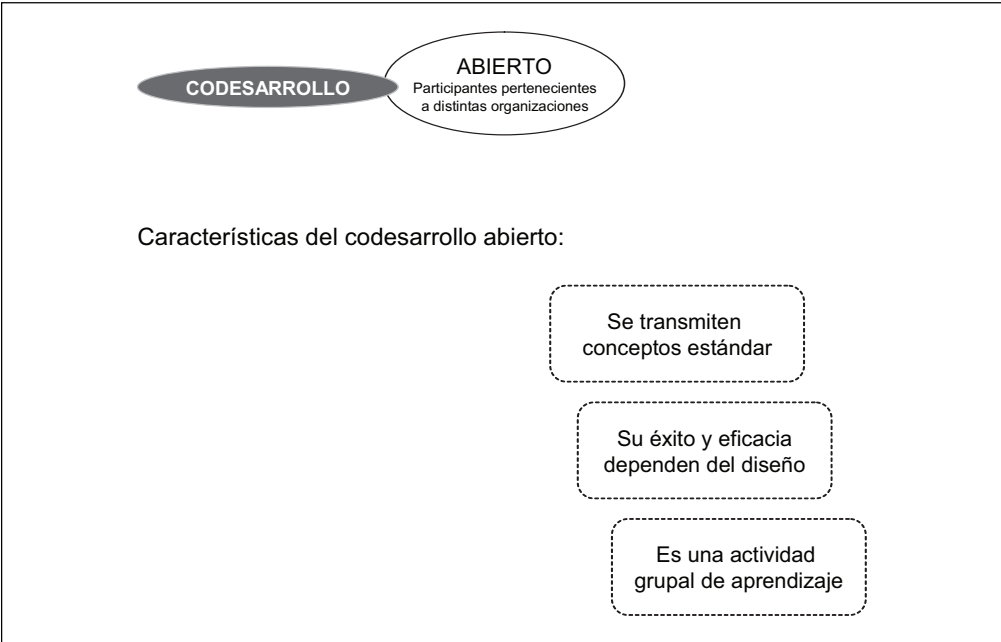 CODESARROLLO
ABIERTO
Participantes pertenecientes
a distintas organizaciones
Características del codesarrollo abierto:
Se transmiten
conceptos estándar
Su éxito y eficacia
dependen del diseño
Es una actividad
grupal de aprendizaje